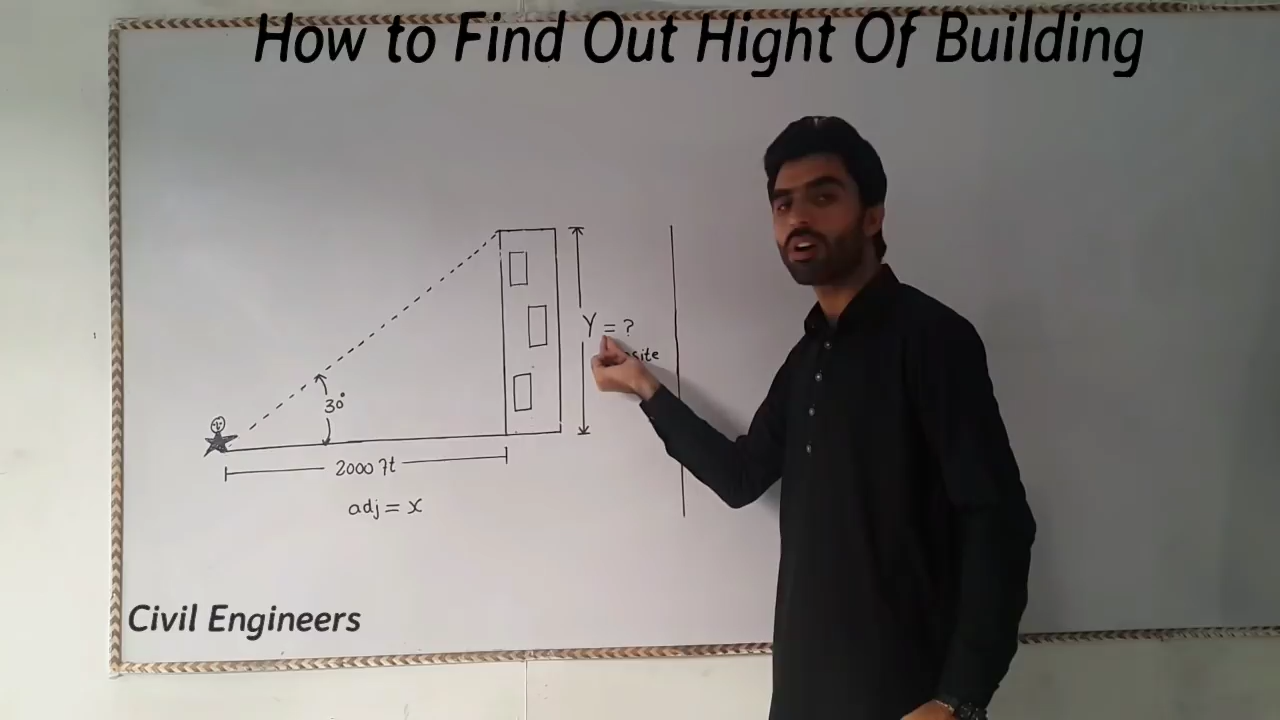 How to Find Out Hight Of Building
Y = ?
30°
2000 ft
adj = x
Civil Engineers